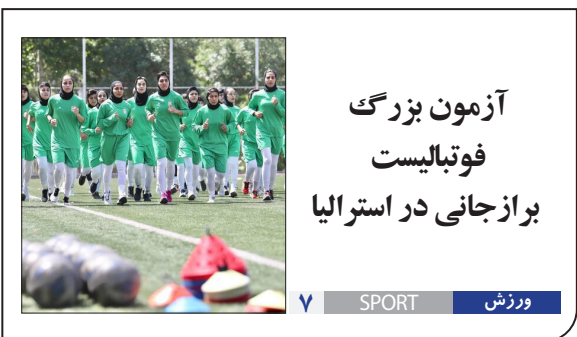 آزمون بزرگ
فوتبالیست
برازجانی در استرالیا
ورزش SPORT ۷